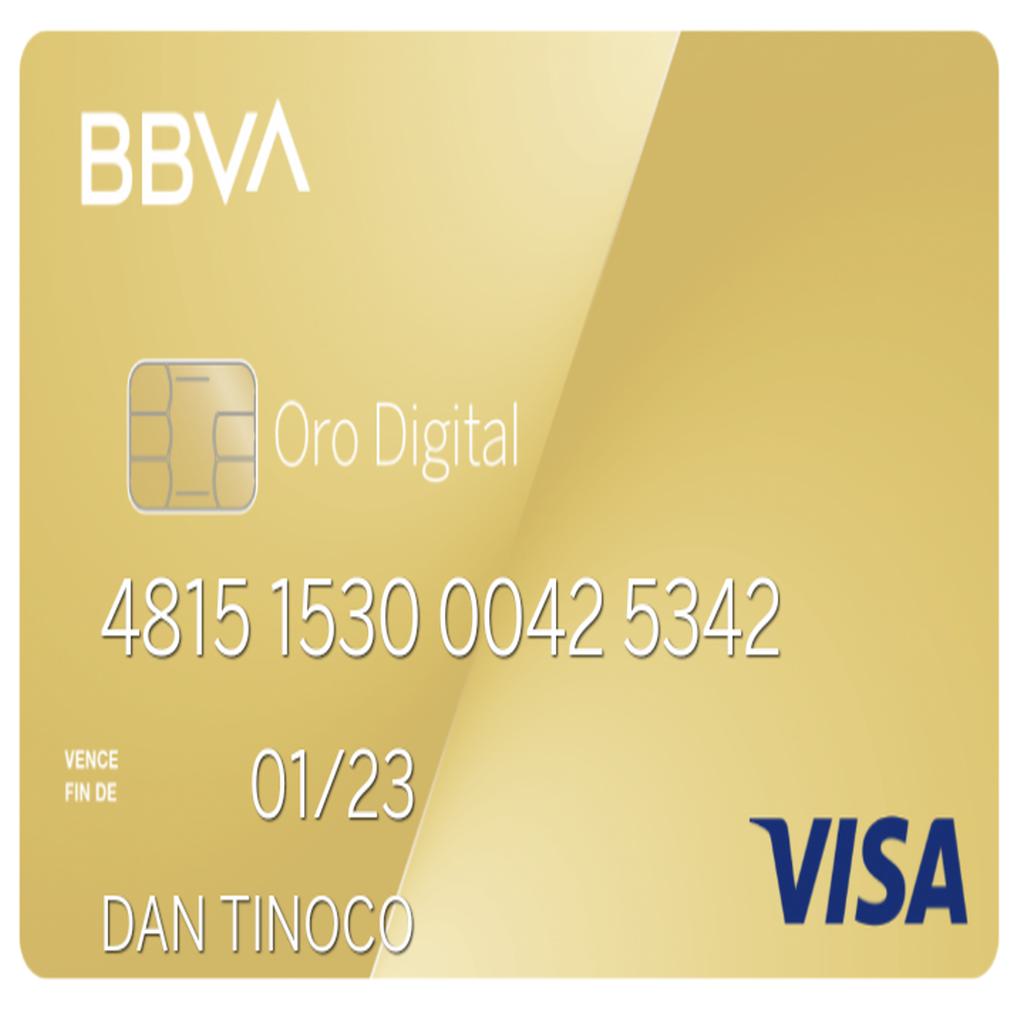 BBVA
Oro Digital
4815 1530 0042 5342
VENCE
FIN DE 01/23
DAN TINOCO
VISA